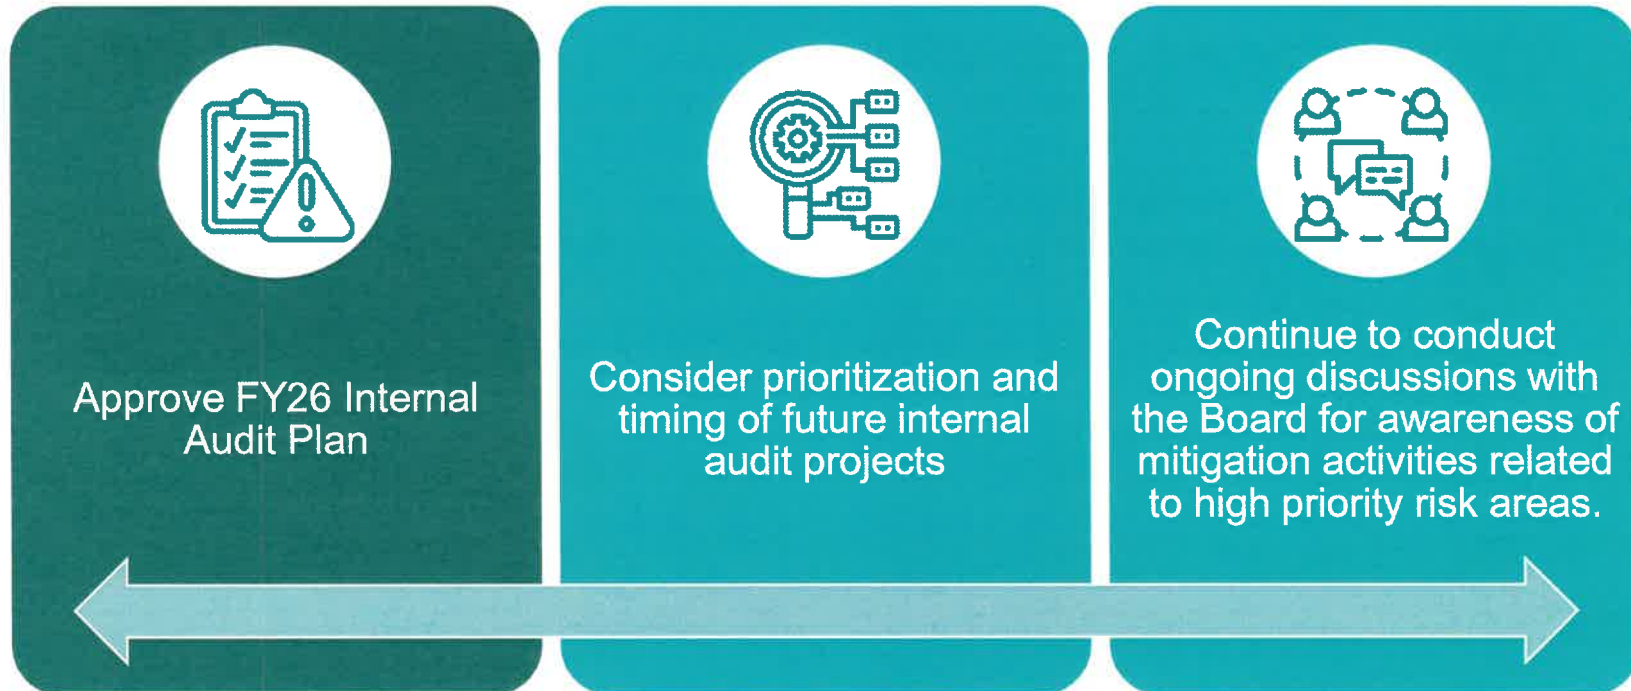 Approve FY26 Internal
Audit Plan
Consider prioritization and
timing of future internal
audit projects
Continue to conduct
ongoing discussions with
the Board for awareness of
mitigation activities related
to high priority risk areas.